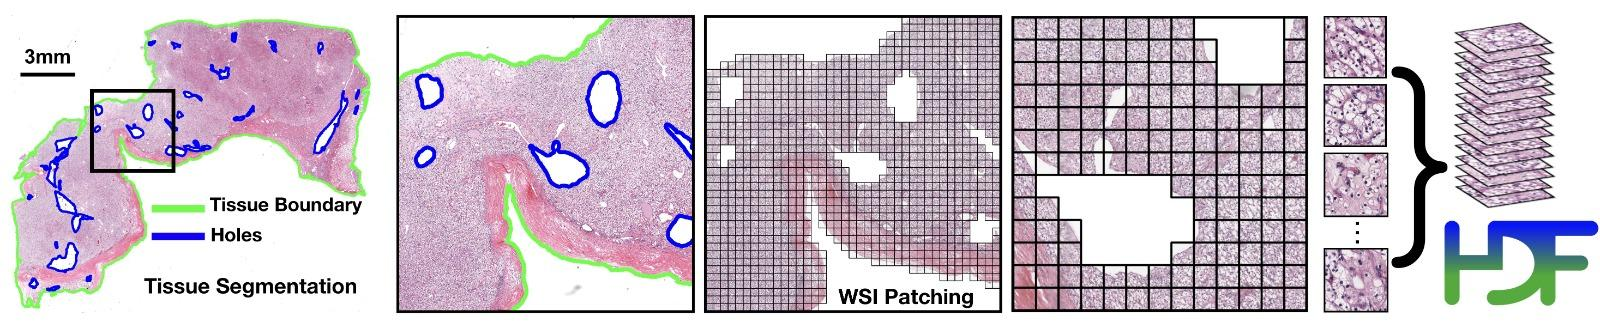 3mm
Tissue Boundary
Holes
Tissue Segmentation
WSI Patching
HDF